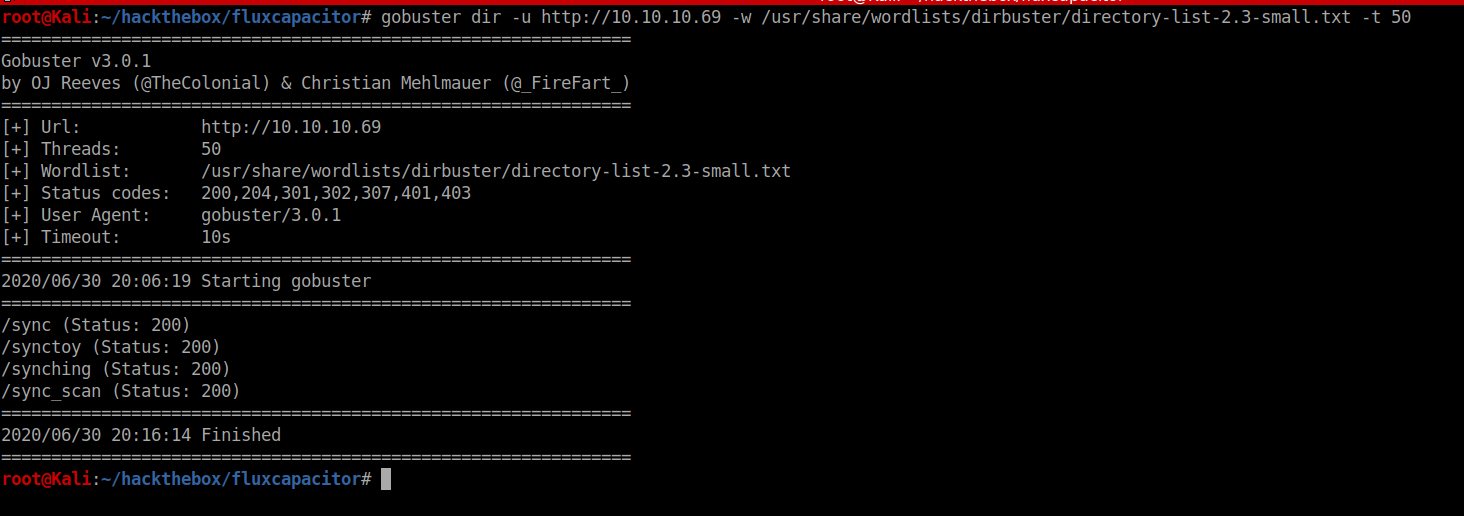 root@Kali:~/hackthebox/fluxcapacitor# gobuster dir -u http://10.10.10.69 -w /usr/share/wordlists/dirbuster/directory-list-2.3-small.txt -t 50
===============================================================
Gobuster v3.0.1
by OJ Reeves (@TheColonial) & Christian Mehlmauer (@_FireFart_)
===============================================================
[+] Url:            http://10.10.10.69
[+] Threads:        50
[+] Wordlist:       /usr/share/wordlists/dirbuster/directory-list-2.3-small.txt
[+] Status codes:   200,204,301,302,307,401,403
[+] User Agent:     gobuster/3.0.1
[+] Timeout:        10s
===============================================================
2020/06/30 20:06:19 Starting gobuster
===============================================================
/sync (Status: 200)
/synctoy (Status: 200)
/synching (Status: 200)
/sync_scan (Status: 200)
===============================================================
2020/06/30 20:16:14 Finished
===============================================================
root@Kali:~/hackthebox/fluxcapacitor#